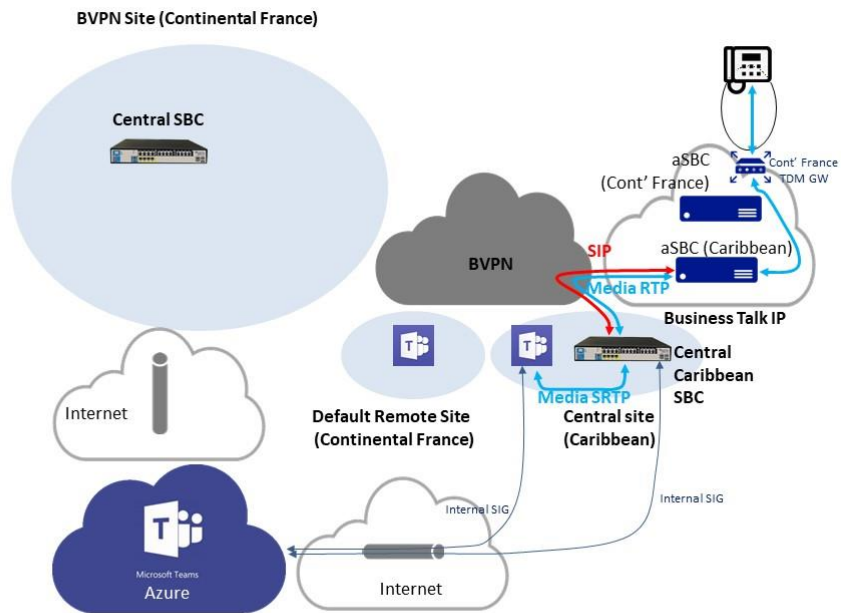 BVPN Site (Continental France)
Central SBC
aSBC
(Cont' France)
Cont' France
TDM GW
BVPN
SIP
aSBC (Caribbean)
Media RTP
Business Talk IP
T
T
Central
Caribbean
SBC
Internet
Media SRTP
Default Remote Site
(Continental France)
Central site
(Caribbean)
Internal SIG
Internal SIG
T
Microsoft Teams
Azure
Internet